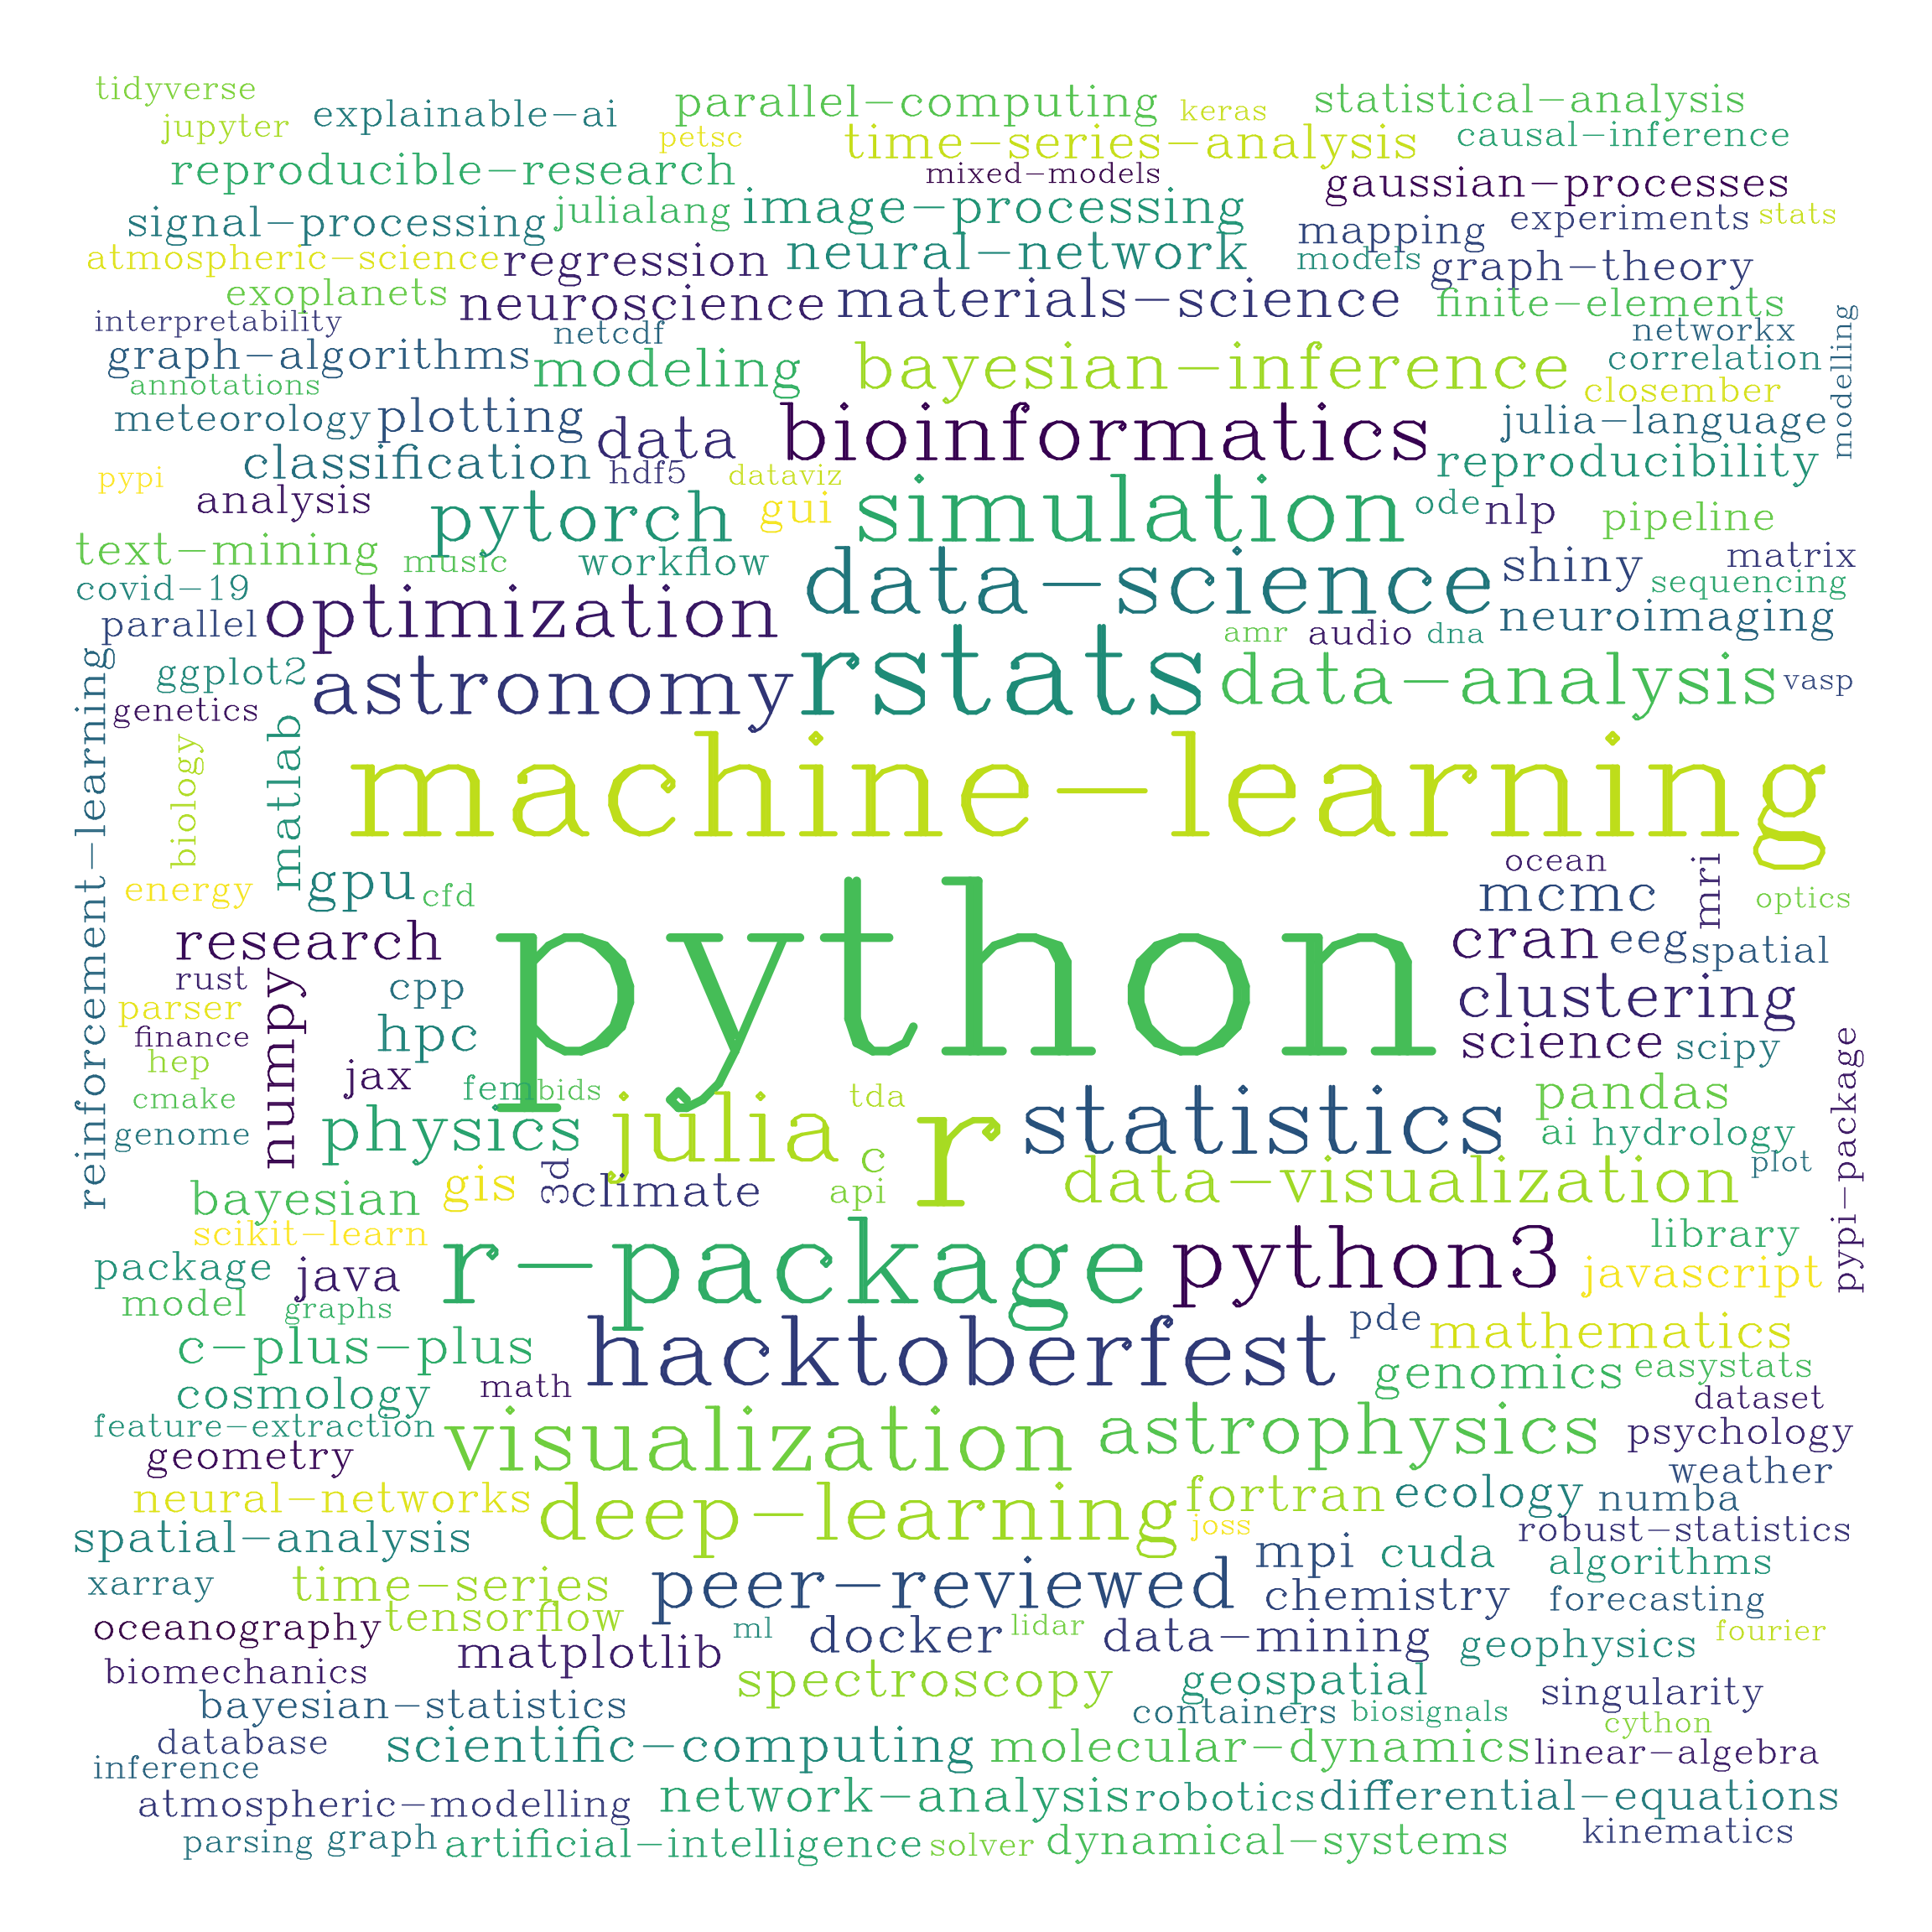 tidyverse
explainable-ai
parallel-computing
keras
statistical-analysis
jupyter
petsc
time-series-analysis
causal-inference
reproducible-research
mixed-models
gaussian-processes
signal-processing
julialang
image-processing
mapping
experiments
stats
atmospheric-science
regression
neural-network
models
graph-theory
exoplanets
neuroscience
materials-science
finite-elements
interpretability
netcdf
networkx
modelling
graph-algorithms
modeling
bayesian-inference
correlation
annotations
closember
meteorology
plotting
data
bioinformatics
julia-language
classification
hdf5
dataviz
reproducibility
pypi
analysis
pytorch
gui
simulation
ode
nlp
pipeline
text-mining
music
workflow
data-science
shiny
matrix
covid-19
sequencing
parallel
optimization
amr
audio
dna
neuroimaging
reinforcement-learning
ggplot2
astronomy
rstats
data-analysis
vasp
genetics
biology
matlab
machine-learning
energy
gpu
cfd
ocean
mcmc
mri
optics
research
python
cran
eeg
spatial
rust
numpy
cpp
clustering
parser
finance
hpc
science
scipy
pypi-package
hep
jax
cmake
fem
bids
tda
pandas
genome
physics
julia
r
statistics
ai
hydrology
c
plot
bayesian
gis
3d
climate
api
data-visualization
scikit-learn
library
package
java
r-package
python3
javascript
model
graphs
pde
mathematics
c-plus-plus
hacktoberfest
genomics
easystats
cosmology
math
dataset
feature-extraction
visualization
astrophysics
psychology
geometry
weather
neural-networks
deep-learning
fortran
ecology
numba
spatial-analysis
joss
robust-statistics
mpi
cuda
algorithms
xarray
time-series
peer-reviewed
chemistry
forecasting
oceanography
tensorflow
ml
docker
lidar
data-mining
geophysics
fourier
biomechanics
matplotlib
spectroscopy
geospatial
singularity
bayesian-statistics
containers
biosignals
cython
database
scientific-computing
molecular-dynamics
linear-algebra
inference
atmospheric-modelling
network-analysis
robotics
differential-equations
parsing
graph
artificial-intelligence
solver
dynamical-systems
kinematics